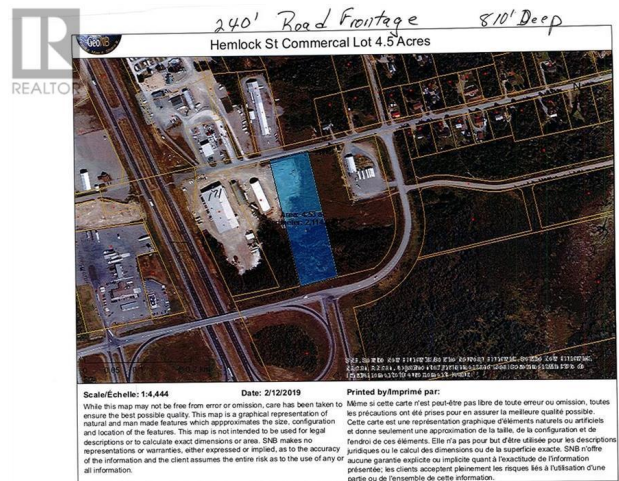 240' Road Frontage 810' Deep
GeoNB
Hemlock St Commercal Lot 4.5 Acres
R
REALTOR
Scale/Échelle: 1:4,444 Date: 2/12/2019
While this map may not be free from error or omission, care has been taken to
ensure the best possible quality. This map is a graphical representation of
natural and man made features which approximates the size, configuration
and location of the features. This map is not intended to be used for legal
descriptions or to calculate exact dimensions or area. SNB makes no
representations or warranties, either expressed or implied, as to the accuracy
of the information and the client assumes the entire risk as to the use of any or
all information.
Printed by/Imprimé par:
Même si cette carte n'est peut-être pas libre de toute erreur ou omission, toutes
les précautions ont été prises pour en assurer la meilleure qualité possible.
Cette carte est une représentation graphique d'éléments naturels ou artificiels
et donne seulement une approximation de la taille, de la configuration et de
l'endroi de ces éléments. Elle n'a pas pour but d'être utilisée pour les descriptions
juridiques ou le calcul des dimensions ou de la superficie exacte. SNB n'offre
aucune garantie explicite ou implicite quant à l'exactitude de l'information
présentée; les clients acceptent pleinement les risques liés à l'utilisation d'une
partie ou de l'ensemble de cette information.